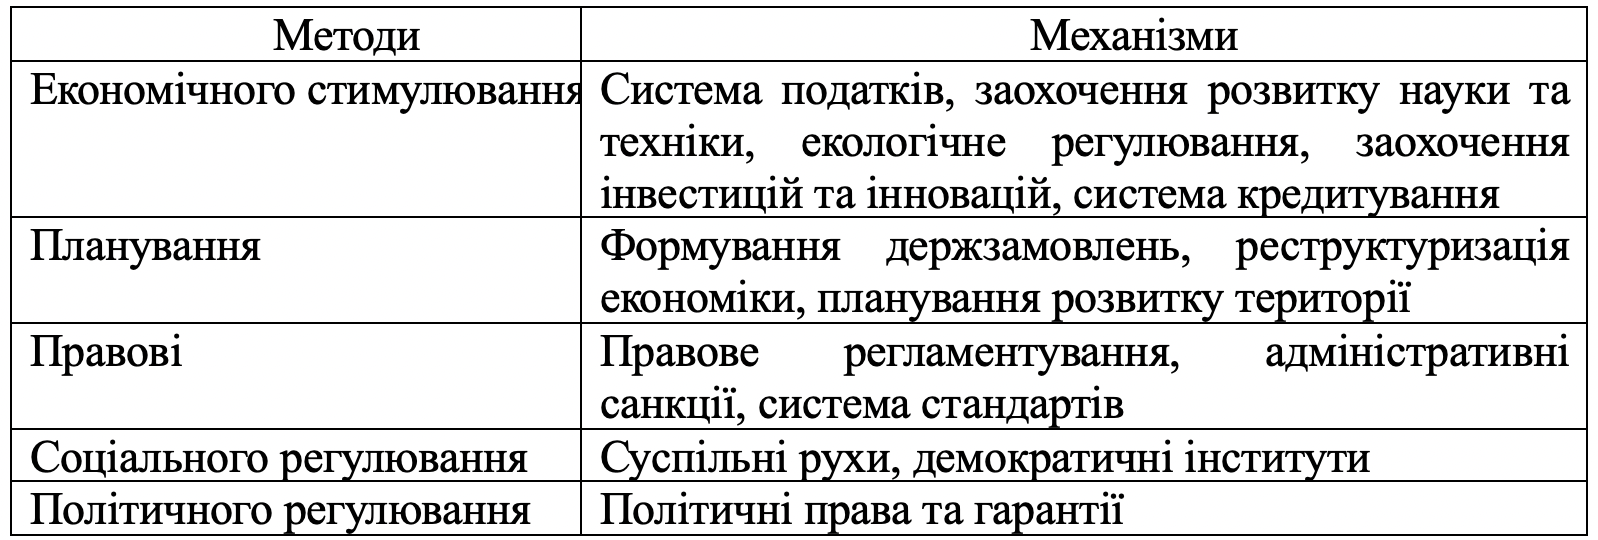 Методи
Механізми
Економічного стимулювання
Система податків, заохочення розвитку науки та
техніки, екологічне регулювання, заохочення
інвестицій та інновацій, система кредитування
Планування
Формування держзамовлень, реструктуризація
економіки, планування розвитку території
Правові
Правове регламентування, адміністративні
санкції, система стандартів
Соціального регулювання
Суспільні рухи, демократичні інститути
Політичного регулювання
Політичні права та гарантії